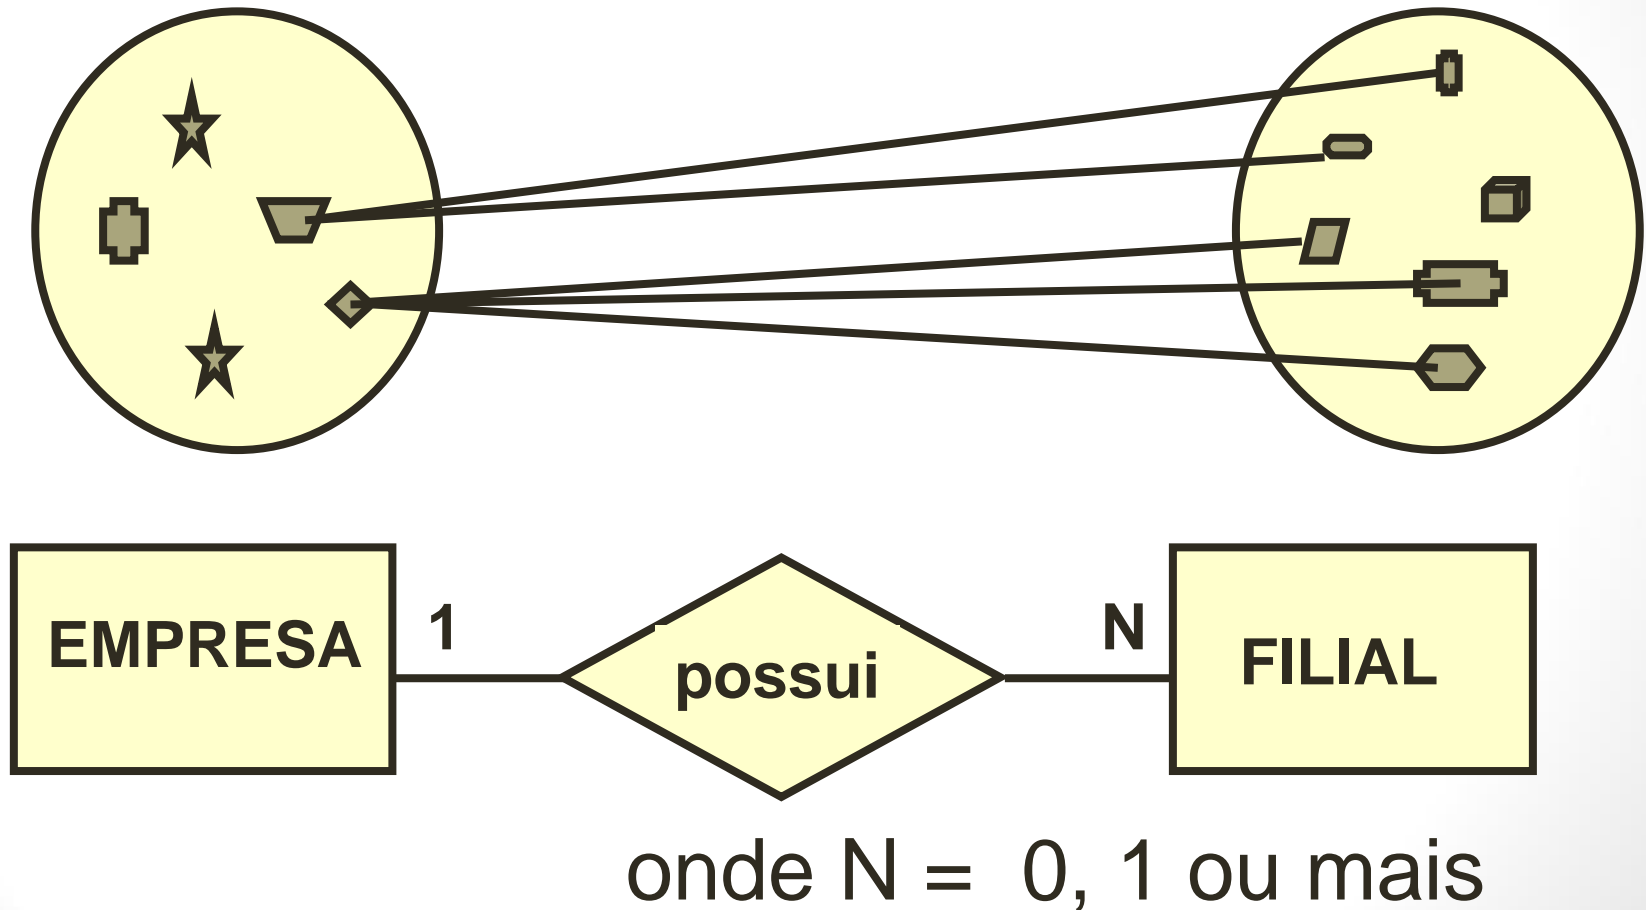 EMPRESA 1 possui N FILIAL
onde N = 0, 1 ou mais